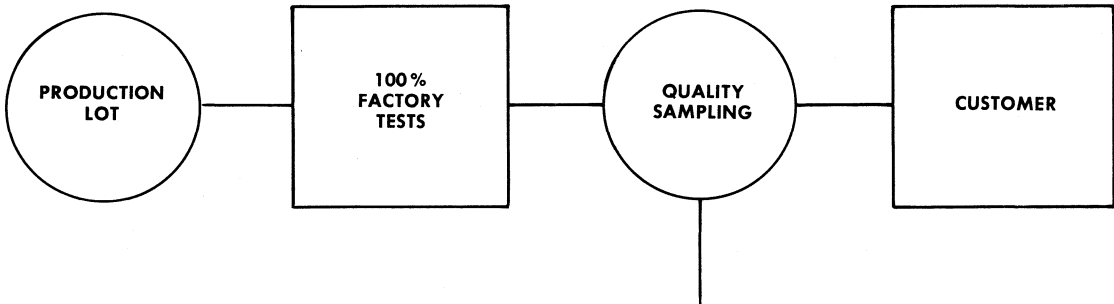 PRODUCTION
LOT
100%
FACTORY
TESTS
QUALITY
SAMPLING
CUSTOMER